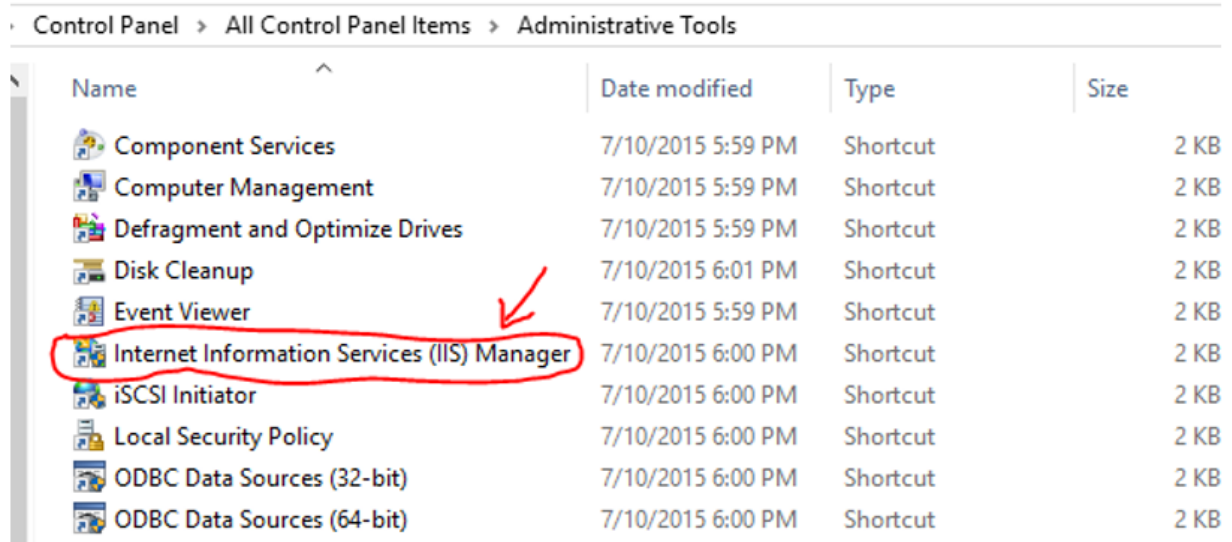 Control Panel > All Control Panel Items > Administrative Tools
Name Date modified Type Size
Component Services 7/10/2015 5:59 PM Shortcut 2 KB
Computer Management 7/10/2015 5:59 PM Shortcut 2 KB
Defragment and Optimize Drives 7/10/2015 5:59 PM Shortcut 2 KB
Disk Cleanup 7/10/2015 6:01 PM Shortcut 2 KB
Event Viewer 7/10/2015 5:59 PM Shortcut 2 KB
Internet Information Services (IIS) Manager 7/10/2015 6:00 PM Shortcut 2 KB
iSCSI Initiator 7/10/2015 6:00 PM Shortcut 2 KB
Local Security Policy 7/10/2015 6:00 PM Shortcut 2 KB
ODBC Data Sources (32-bit) 7/10/2015 6:00 PM Shortcut 2 KB
ODBC Data Sources (64-bit) 7/10/2015 6:00 PM Shortcut 2 KB